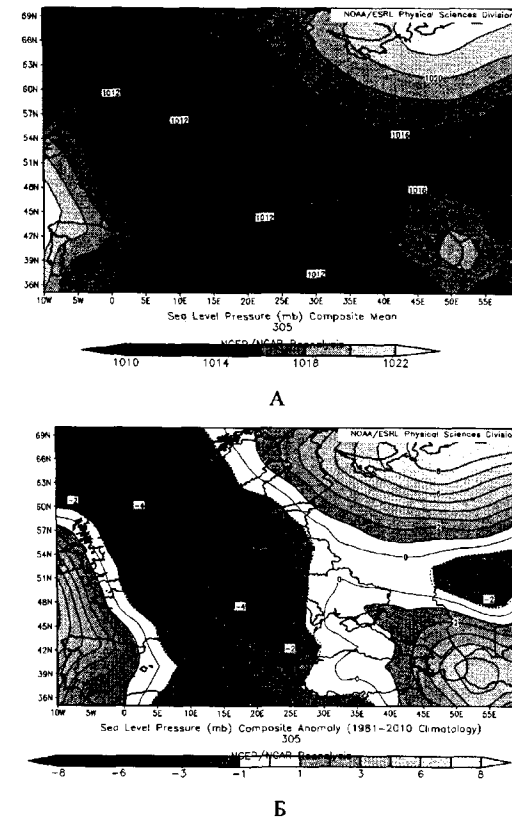 NOAA/ESRL Physical Sciences Division
69N
66N
63N
60N
57N
54N
51N
48N
45N
42N
39N
36N
1020
1012
1012
1016
1016
1012
1012
10W 5W 0 5E 10E 15E 20E 25E 30E 35E 40E 45E 50E 55E
Sea Level Pressure (mb) Composite Mean
305
NCEP/NCAR Reanalysis
1010 1014 1018 1022
А
NOAA/ESRL Physical Sciences Division
69N
66N
63N
60N
57N
54N
51N
48N
45N
42N
39N
36N
-2
-4
-2
-4
-2
0
0
10W 5W 0 5E 10E 15E 20E 25E 30E 35E 40E 45E 50E 55E
Sea Level Pressure (mb) Composite Anomaly (1981-2010 Climatology)
305
NCEP/NCAR Reanalysis
-8 -6 -3 -1 1 3 6 8
Б